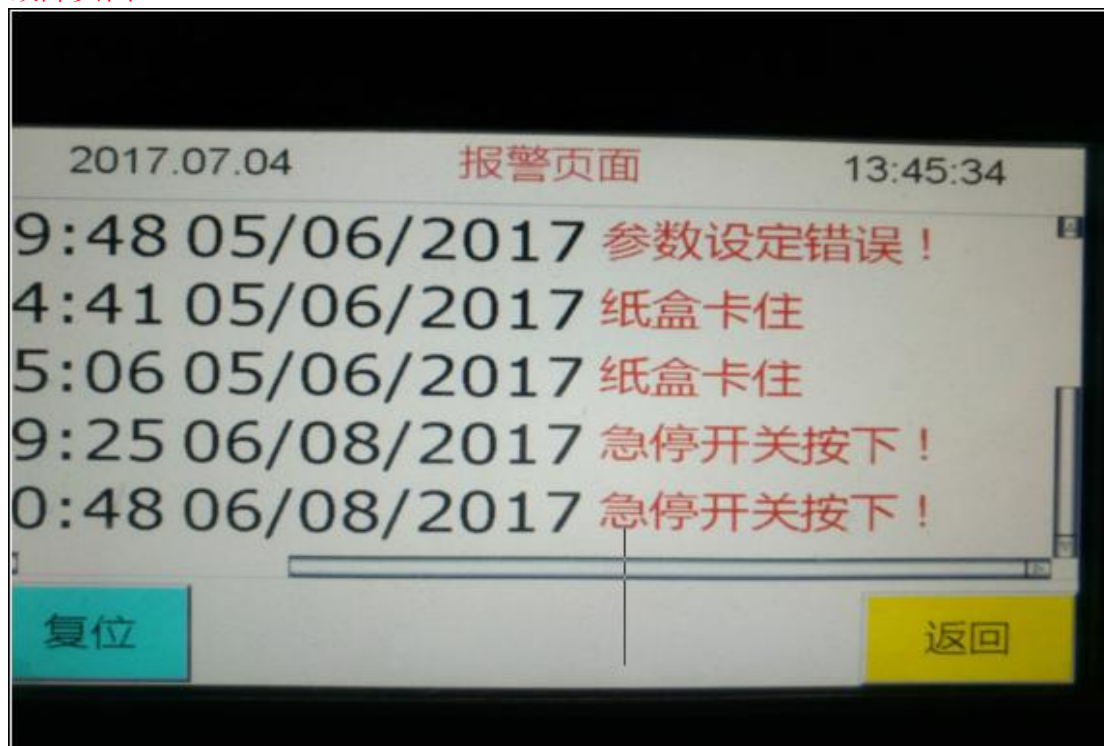 2017.07.04 报警页面 13:45:34
9:48 05/06/2017 参数设定错误！
4:41 05/06/2017 纸盒卡住
5:06 05/06/2017 纸盒卡住
9:25 06/08/2017 急停开关按下！
0:48 06/08/2017 急停开关按下！
复位 返回